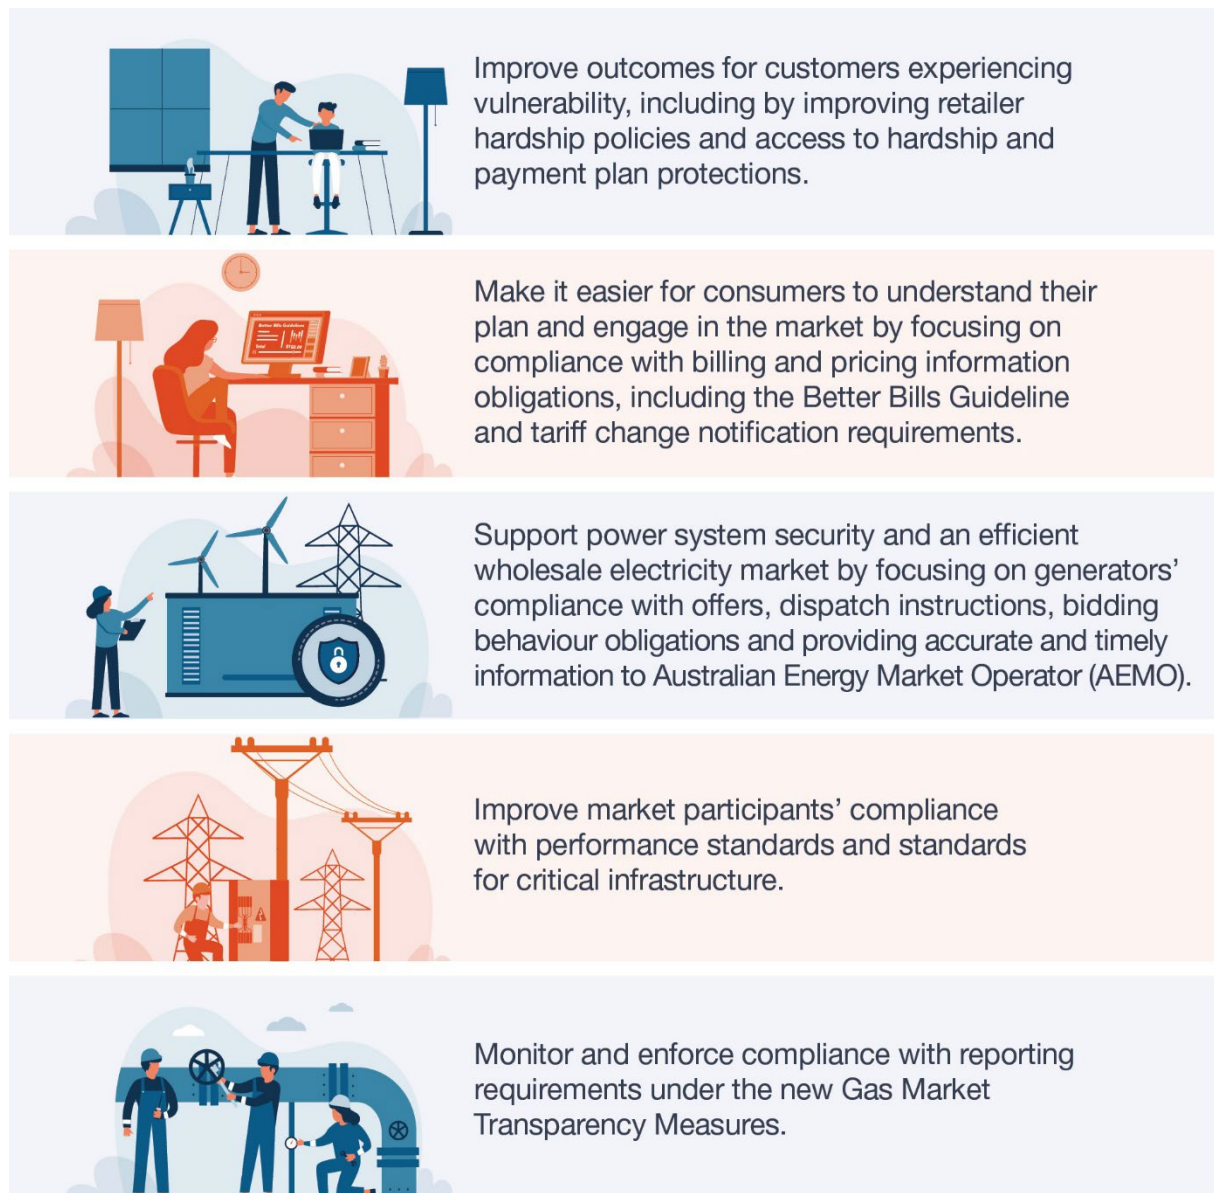 Improve outcomes for customers experiencing
vulnerability, including by improving retailer
hardship policies and access to hardship and
payment plan protections.
Better Bills Guidelines
Total
Make it easier for consumers to understand their
plan and engage in the market by focusing on
compliance with billing and pricing information
obligations, including the Better Bills Guideline
and tariff change notification requirements.
Support power system security and an efficient
wholesale electricity market by focusing on generators’
compliance with offers, dispatch instructions, bidding
behaviour obligations and providing accurate and timely
information to Australian Energy Market Operator (AEMO).
Improve market participants’ compliance
with performance standards and standards
for critical infrastructure.
Monitor and enforce compliance with reporting
requirements under the new Gas Market
Transparency Measures.